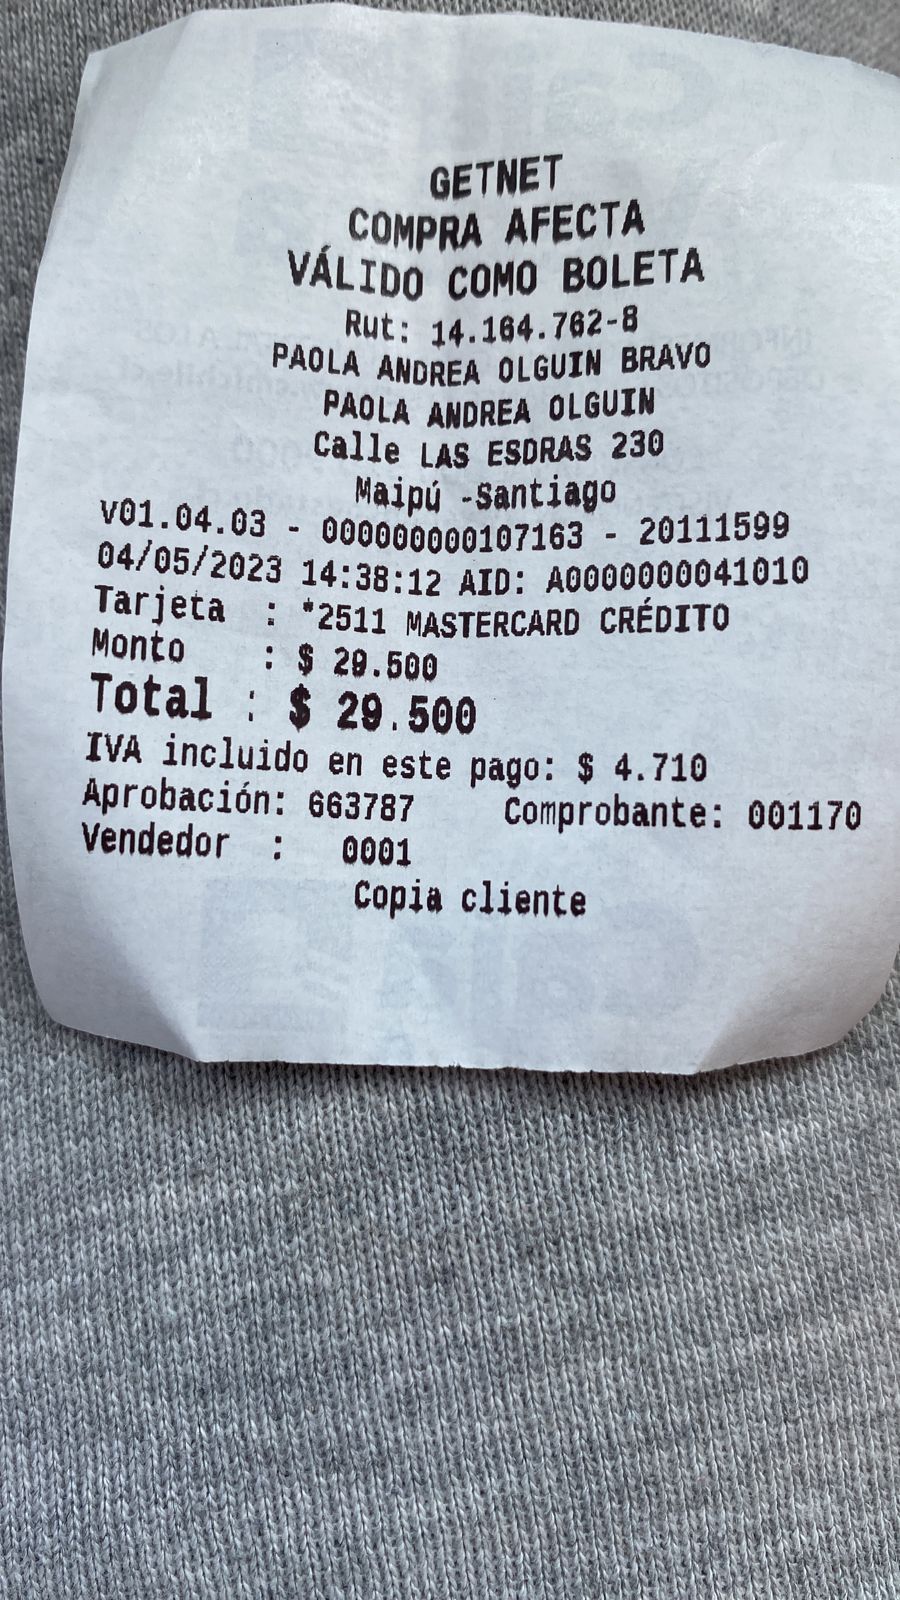 GETNET
COMPRA AFECTA
VÁLIDO COMO BOLETA
Rut: 14.164.762-8
PAOLA ANDREA OLGUIN BRAVO
PAOLA ANDREA OLGUIN
Calle LAS ESDRAS 230
Maipú -Santiago
v01.04.03 - 000000000107163 - 20111599
04/05/2023 14:38:12 AID: A0000000041010
Tarjeta : *2511 MASTERCARD CRÉDITO
Monto : $ 29.500
Total : $ 29.500
IVA incluido en este pago: $ 4.710
Aprobación: 663787 Comprobante: 001170
Vendedor : 0001
Copia cliente